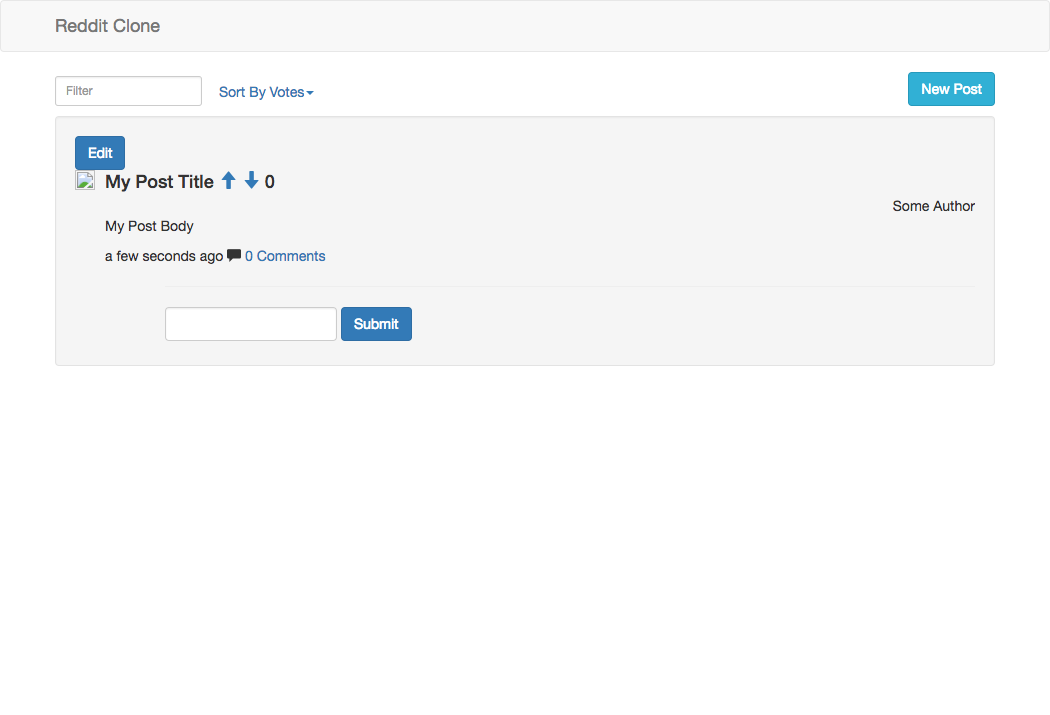 Reddit Clone
Filter Sort By Votes New Post
Edit
My Post Title 0
Some Author
My Post Body
a few seconds ago 0 Comments
Submit